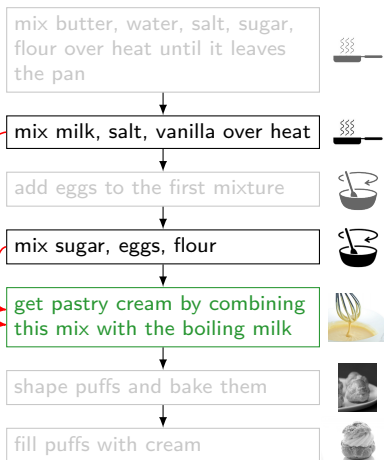 mix butter, water, salt, sugar,
flour over heat until it leaves
the pan
mix milk, salt, vanilla over heat
add eggs to the first mixture
mix sugar, eggs, flour
get pastry cream by combining
this mix with the boiling milk
shape puffs and bake them
fill puffs with cream